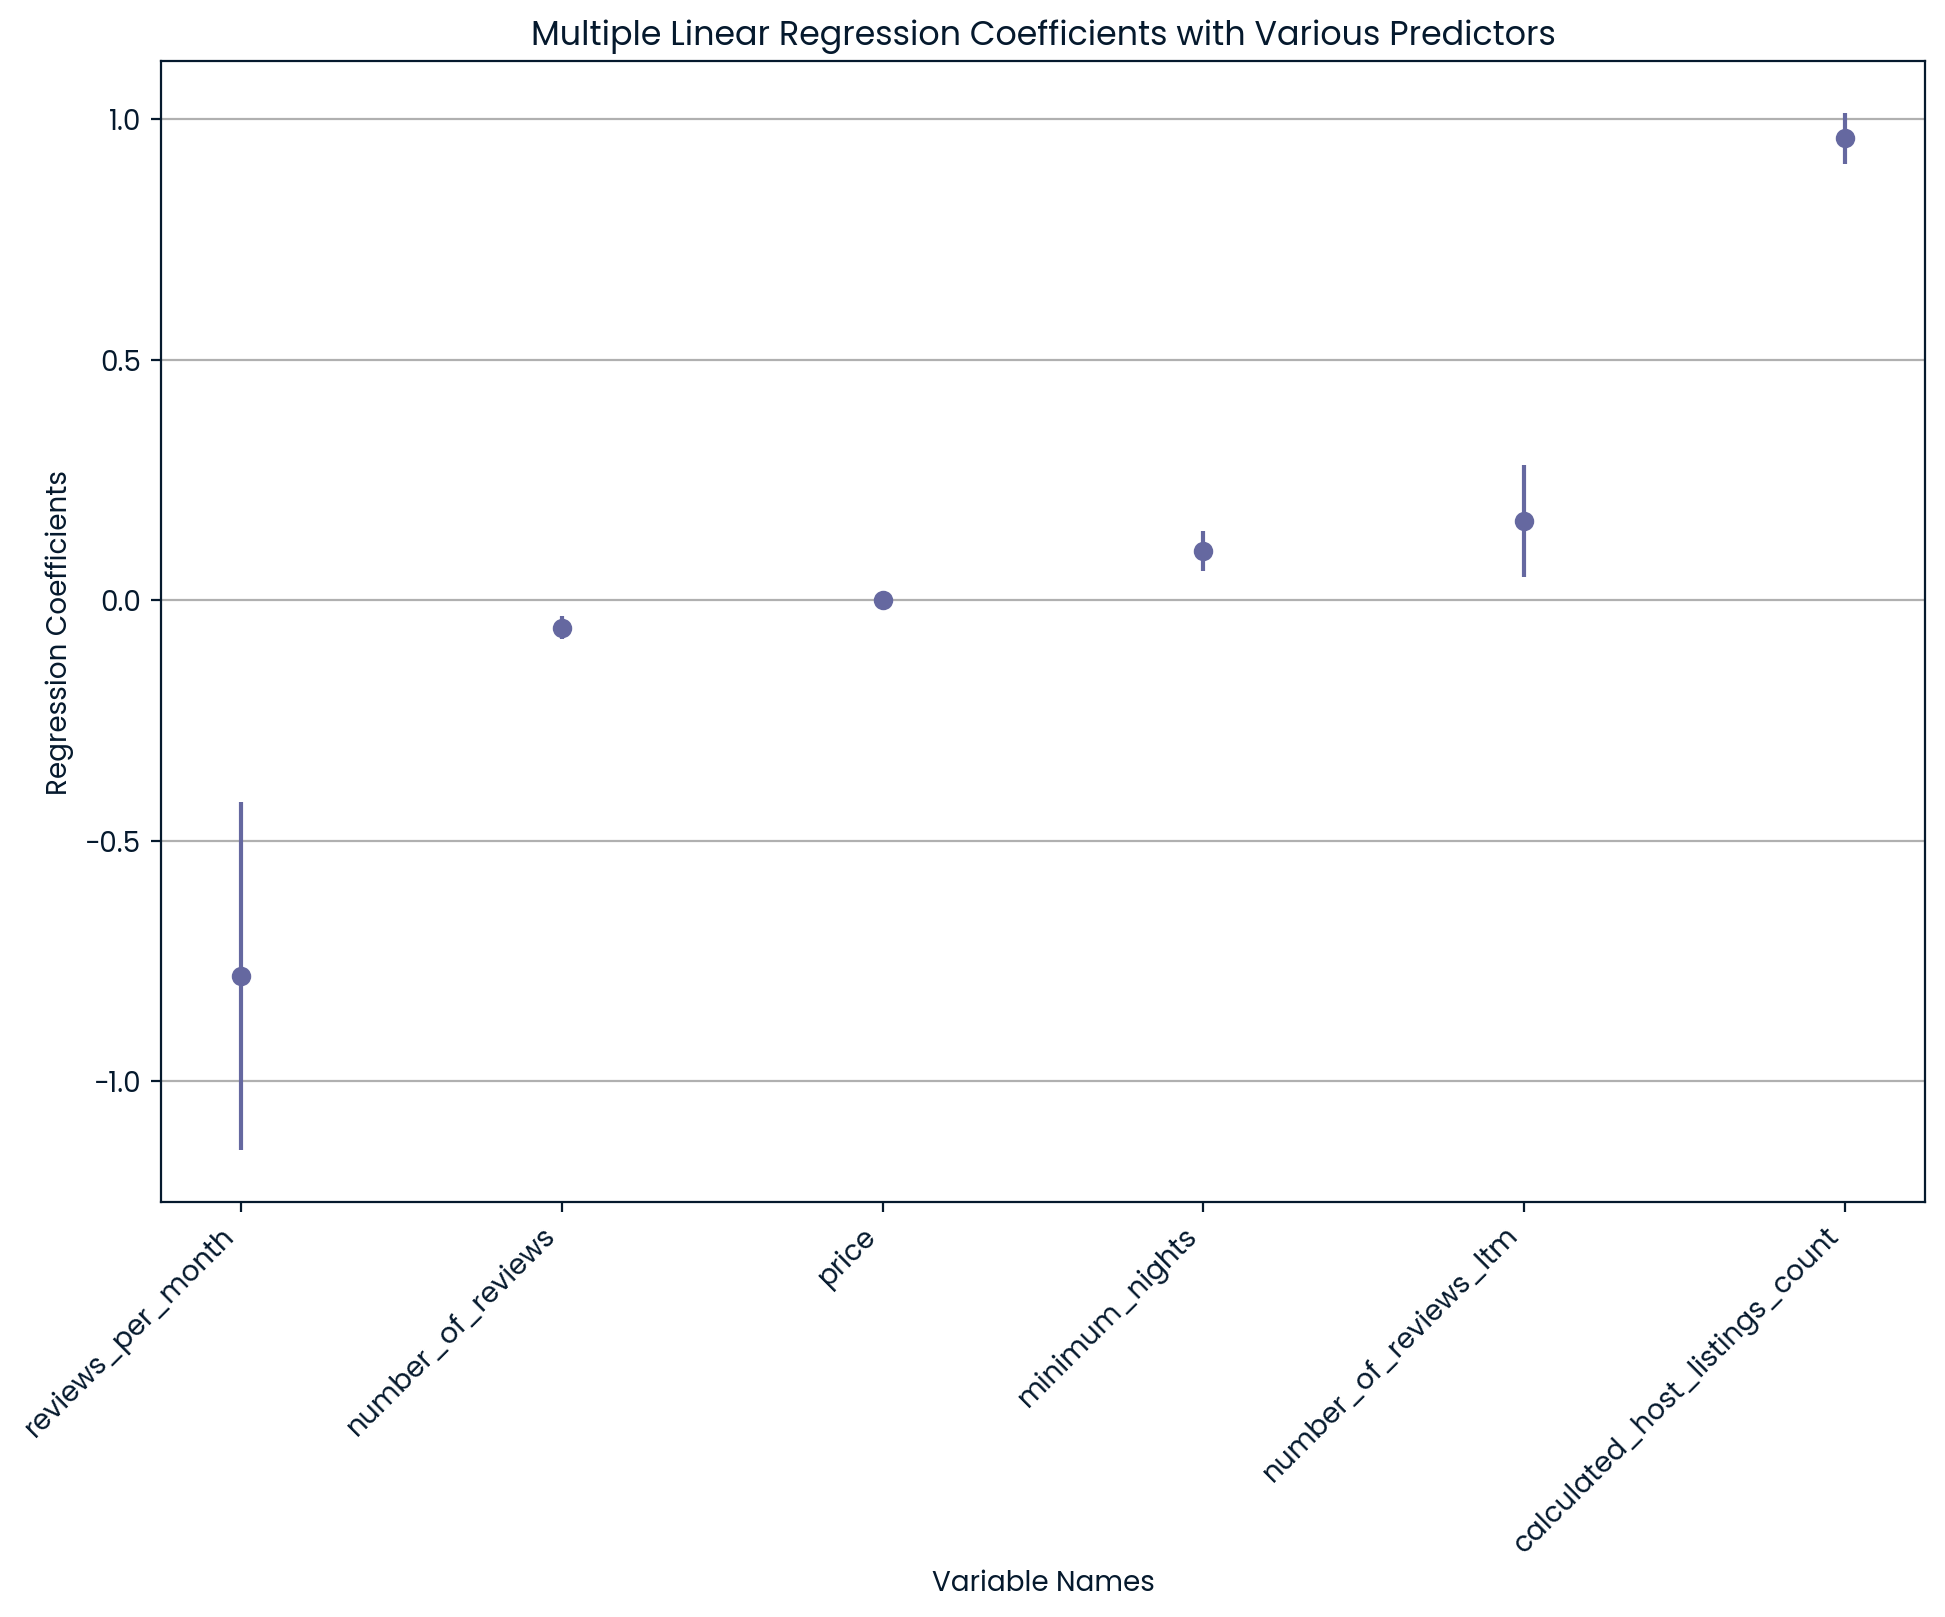 Multiple Linear Regression Coefficients with Various Predictors
Regression Coefficients
1.0
0.5
0.0
-0.5
-1.0
reviews_per_month
number_of_reviews
price
minimum_nights
number_of_reviews_ltm
calculated_host_listings_count
Variable Names